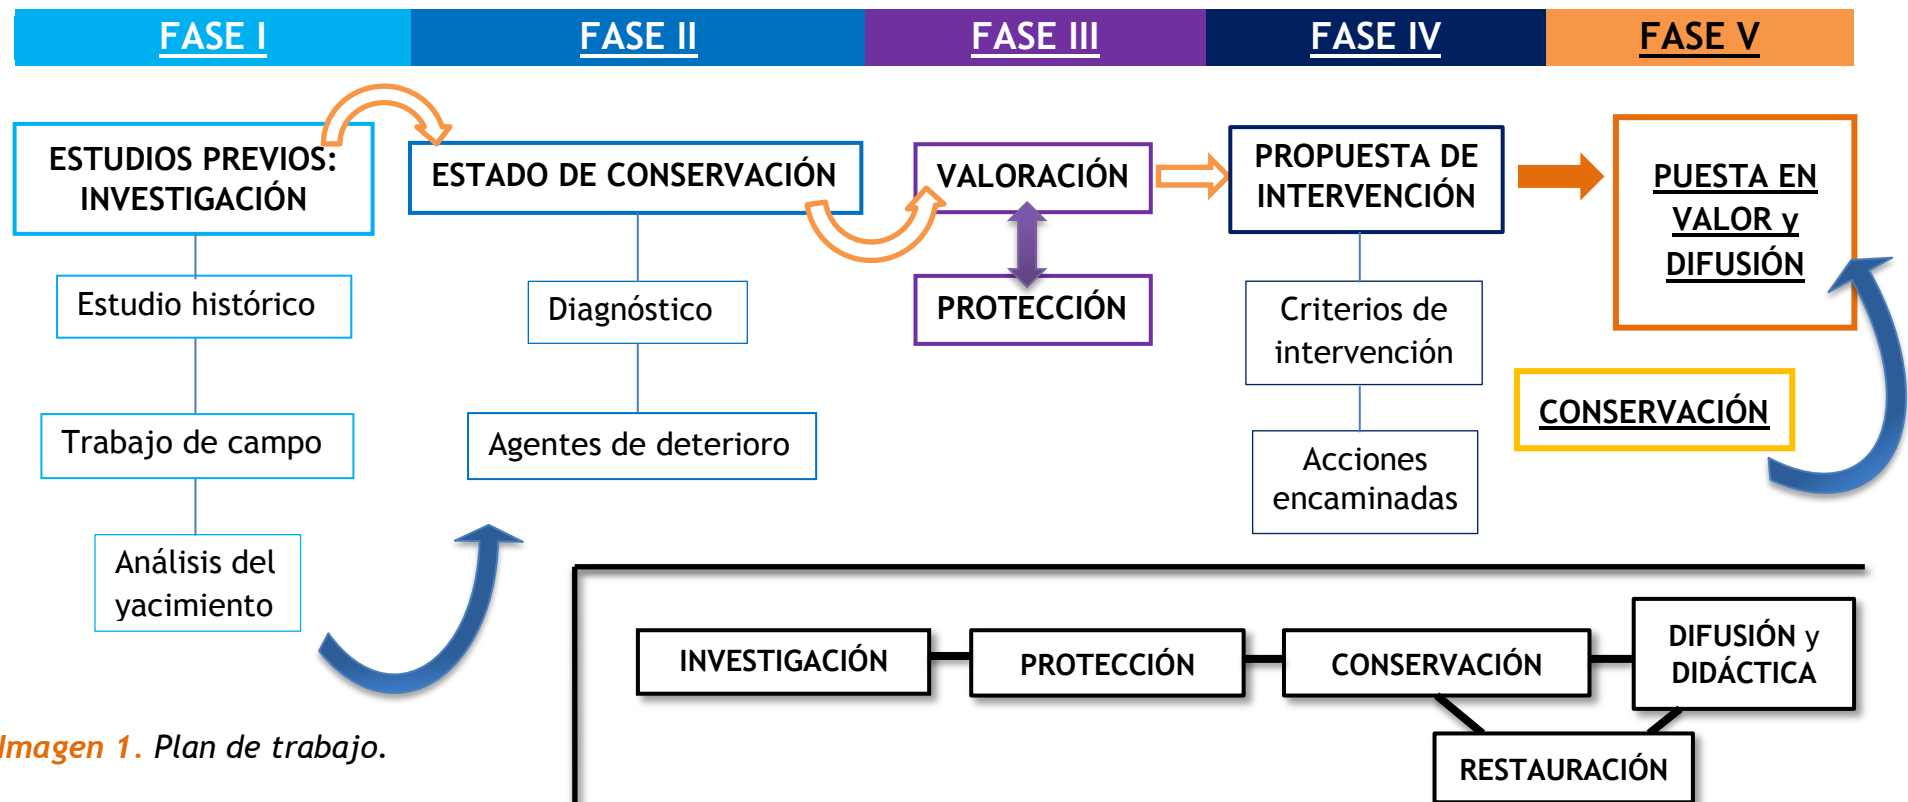 FASE I
FASE II
FASE III
FASE IV
FASE V
ESTUDIOS PREVIOS:
INVESTIGACIÓN
Estudio histórico
Trabajo de campo
Análisis del
yacimiento
ESTADO DE CONSERVACIÓN
Diagnóstico
Agentes de deterioro
VALORACIÓN
PROTECCIÓN
PROPUESTA DE
INTERVENCIÓN
Criterios de
intervención
Acciones
encaminadas
PUESTA EN
VALOR y
DIFUSIÓN
CONSERVACIÓN
INVESTIGACIÓN
PROTECCIÓN
CONSERVACIÓN
DIFUSIÓN y
DIDÁCTICA
RESTAURACIÓN
Imagen 1. Plan de trabajo.